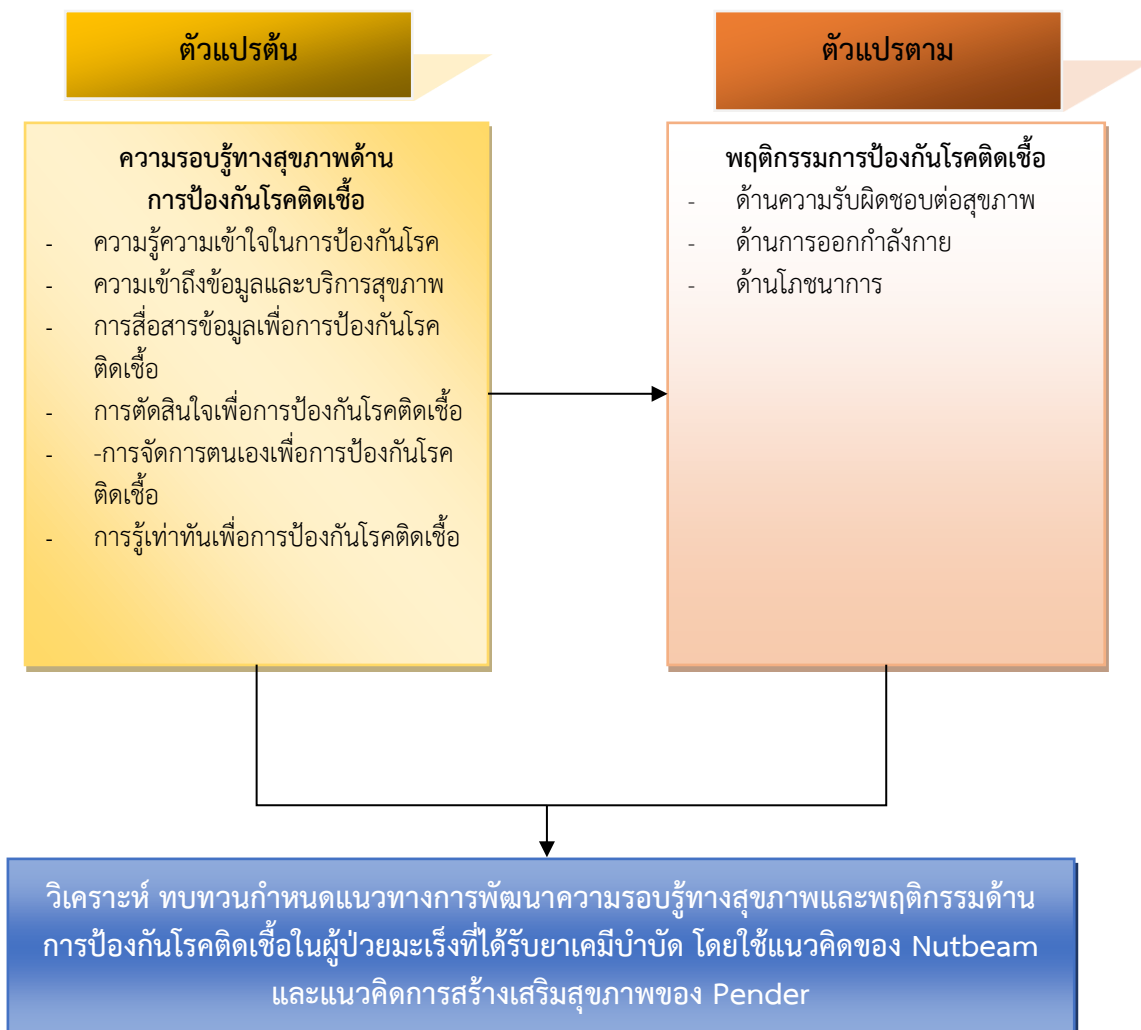 ตัวแปรต้น
ตัวแปรตาม
ความรอบรู้ทางสุขภาพด้าน
การป้องกันโรคติดเชื้อ
- ความรู้ความเข้าใจในการป้องกันโรค
- ความเข้าถึงข้อมูลและบริการสุขภาพ
- การสื่อสารข้อมูลเพื่อการป้องกันโรค
ติดเชื้อ
- การตัดสินใจเพื่อการป้องกันโรคติดเชื้อ
- -การจัดการตนเองเพื่อการป้องกันโรค
ติดเชื้อ
- การรู้เท่าทันเพื่อการป้องกันโรคติดเชื้อ
พฤติกรรมการป้องกันโรคติดเชื้อ
- ด้านความรับผิดชอบต่อสุขภาพ
- ด้านการออกกำลังกาย
- ด้านโภชนาการ
วิเคราะห์ ทบทวนกำหนดแนวทางการพัฒนาความรอบรู้ทางสุขภาพและพฤติกรรมด้าน
การป้องกันโรคติดเชื้อในผู้ป่วยมะเร็งที่ได้รับยาเคมีบำบัด โดยใช้แนวคิดของ Nutbeam
และแนวคิดการสร้างเสริมสุขภาพของ Pender